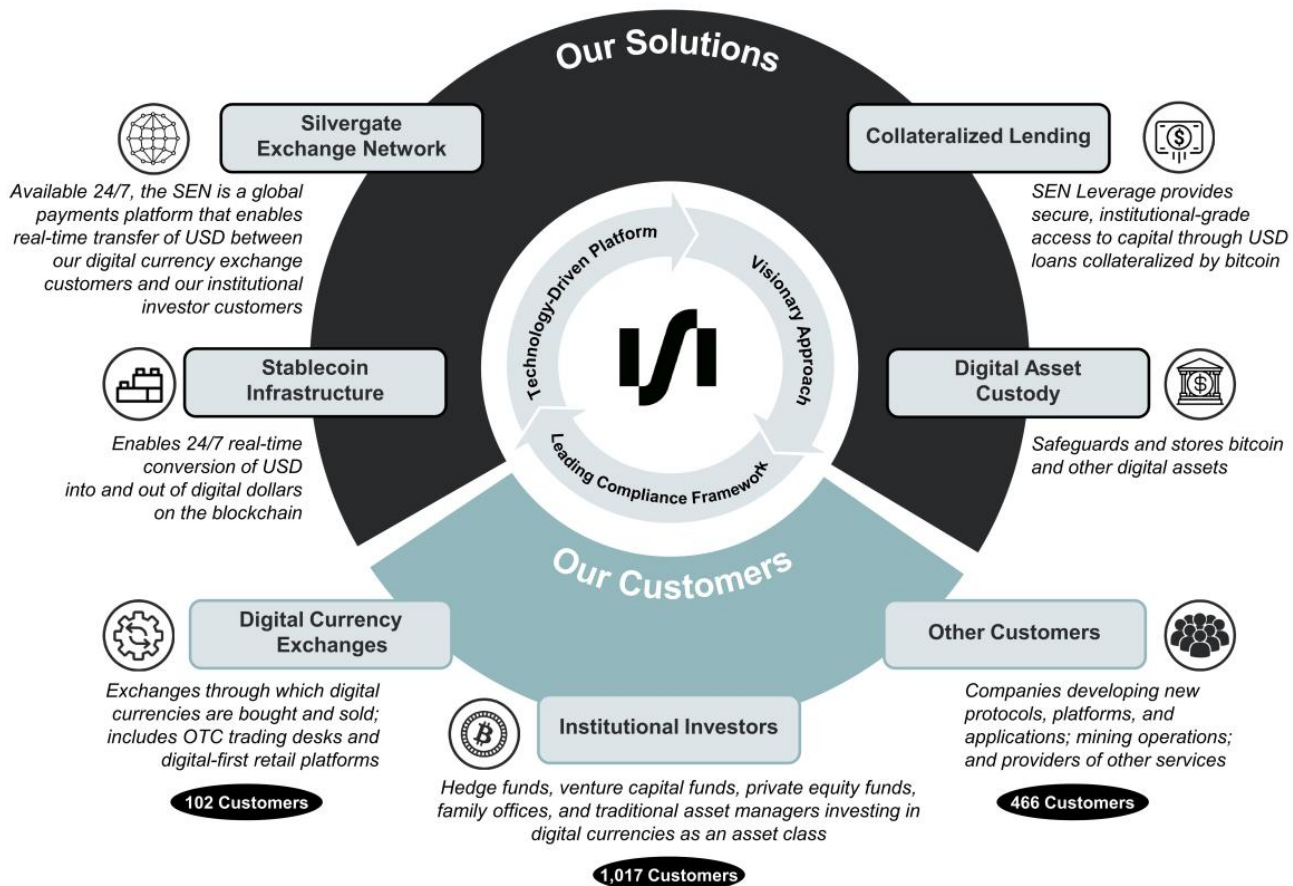 Our Solutions
Silvergate
Exchange Network
Available 24/7, the SEN is a global
payments platform that enables
real-time transfer of USD between
our digital currency exchange
customers and our institutional
investor customers
Collateralized Lending
SEN Leverage provides
secure, institutional-grade
access to capital through USD
loans collateralized by bitcoin
Technology-Driven Platform
Visionary Approach
Leading Compliance Framework
Stablecoin
Infrastructure
Enables 24/7 real-time
conversion of USD
into and out of digital dollars
on the blockchain
Digital Asset
Custody
Safeguards and stores bitcoin
and other digital assets
Our Customers
Digital Currency
Exchanges
Exchanges through which digital
currencies are bought and sold;
includes OTC trading desks and
digital-first retail platforms
102 Customers
Institutional Investors
Hedge funds, venture capital funds, private equity funds,
family offices, and traditional asset managers investing in
digital currencies as an asset class
1,017 Customers
Other Customers
Companies developing new
protocols, platforms, and
applications; mining operations;
and providers of other services
466 Customers